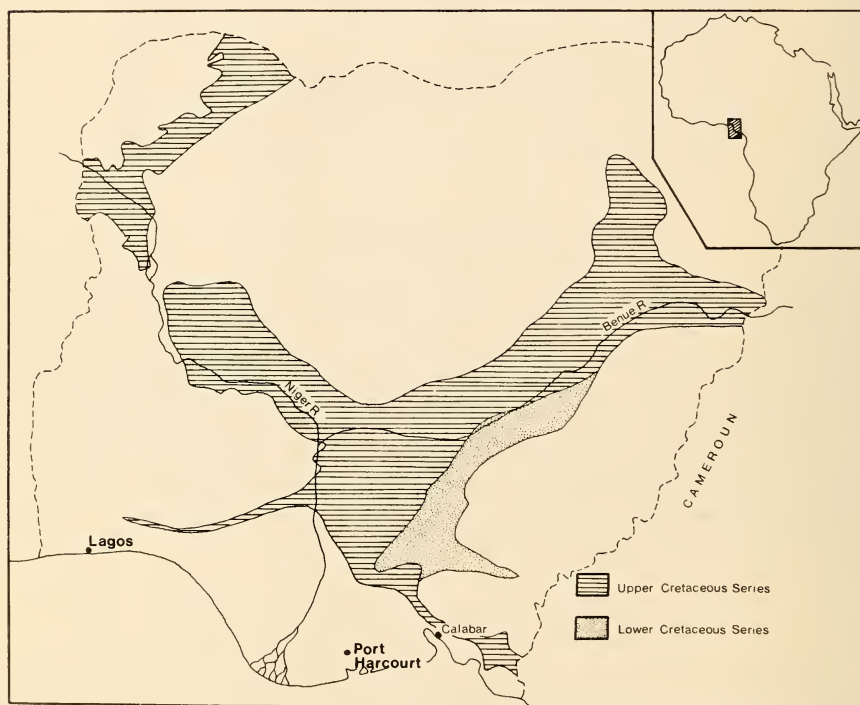 Benue R
Niger R
CAMEROUN
Lagos
Upper Cretaceous Series
Lower Cretaceous Series
Calabar
Port
Harcourt